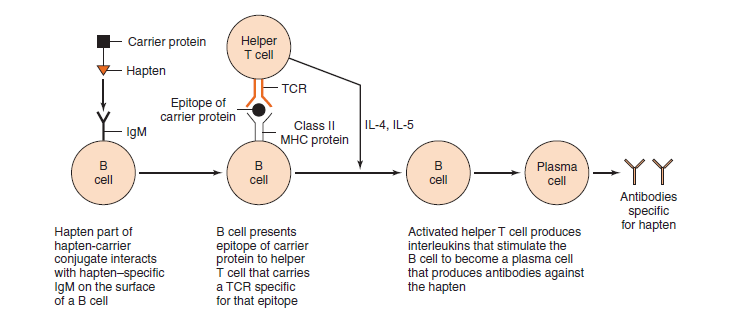 Carrier protein
Hapten
IgM
B
cell
Helper
T cell
TCR
Epitope of
carrier protein
Class II
MHC protein
B
cell
IL-4, IL-5
B
cell
Plasma
cell
Antibodies
specific
for hapten
Hapten part of
hapten-carrier
conjugate interacts
with hapten–specific
IgM on the surface
of a B cell
B cell presents
epitope of carrier
protein to helper
T cell that carries
a TCR specific
for that epitope
Activated helper T cell produces
interleukins that stimulate the
B cell to become a plasma cell
that produces antibodies against
the hapten